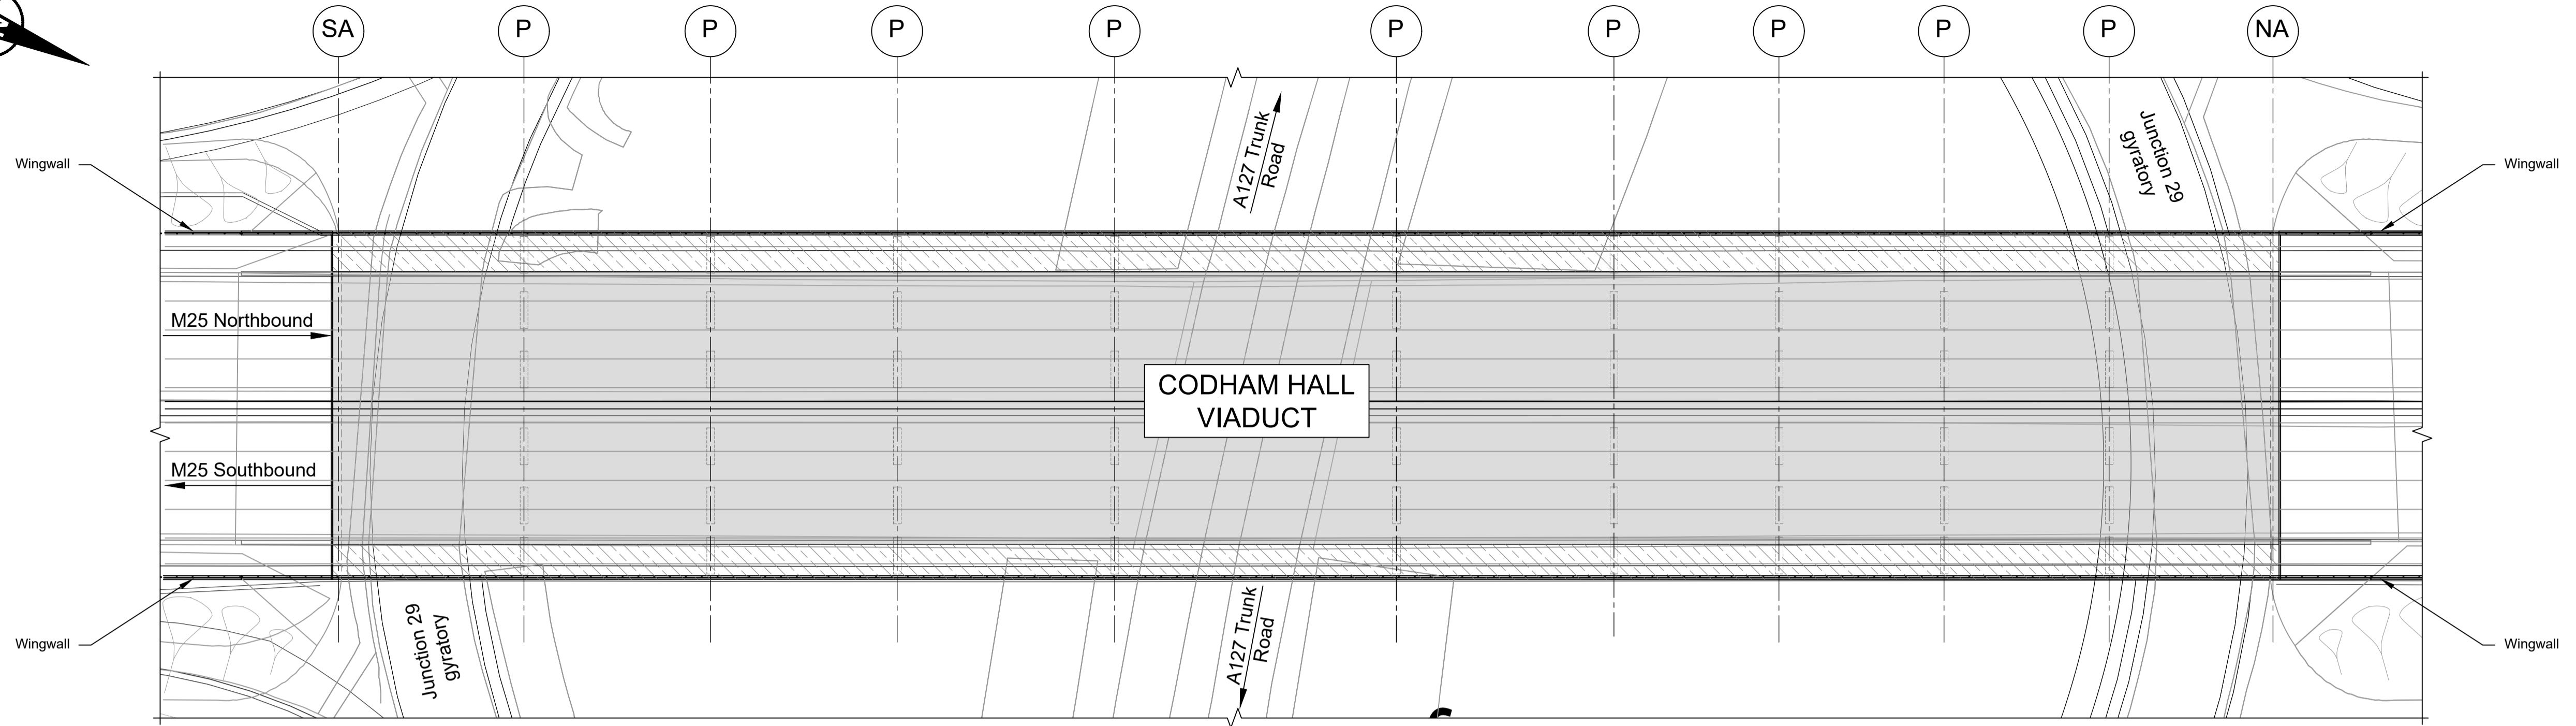 SA P P P P P P P P P NA
A127 Trunk
Road
Junction 29
gyratory
Wingwall
Wingwall
M25 Northbound
CODHAM HALL
VIADUCT
M25 Southbound
Junction 29
gyratory
A127 Trunk
Road
Wingwall
Wingwall